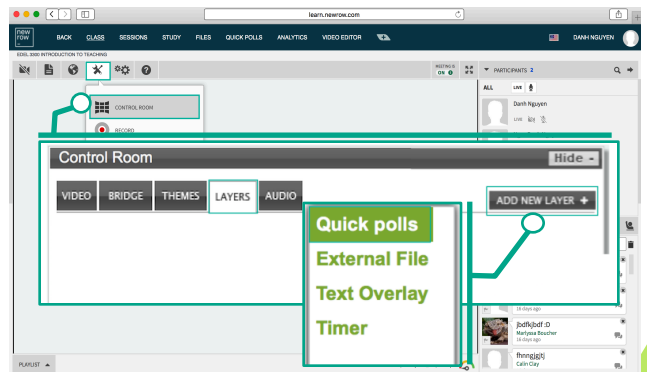 learn.newrow.com
new row
BACK CLASS SESSIONS STUDY FILES QUICK POLLS ANALYTICS VIDEO EDITOR DANH NGUYEN
EDEL.3380 INTRODUCTION TO TEACHING
MEETING IS
ON
PARTICIPANTS 2
ALL LIVE
CONTROL ROOM
Danh Nguyen
LIVE
RECORD
Control Room
Hide -
VIDEO BRIDGE THEMES LAYERS AUDIO
ADD NEW LAYER +
Quick polls
External File
Text Overlay
Timer
16 days ago
jbdfkjbdf :D
Martyssa Boucher
16 days ago
fhnngjgjtj
Calin Clay
PLAYLIST